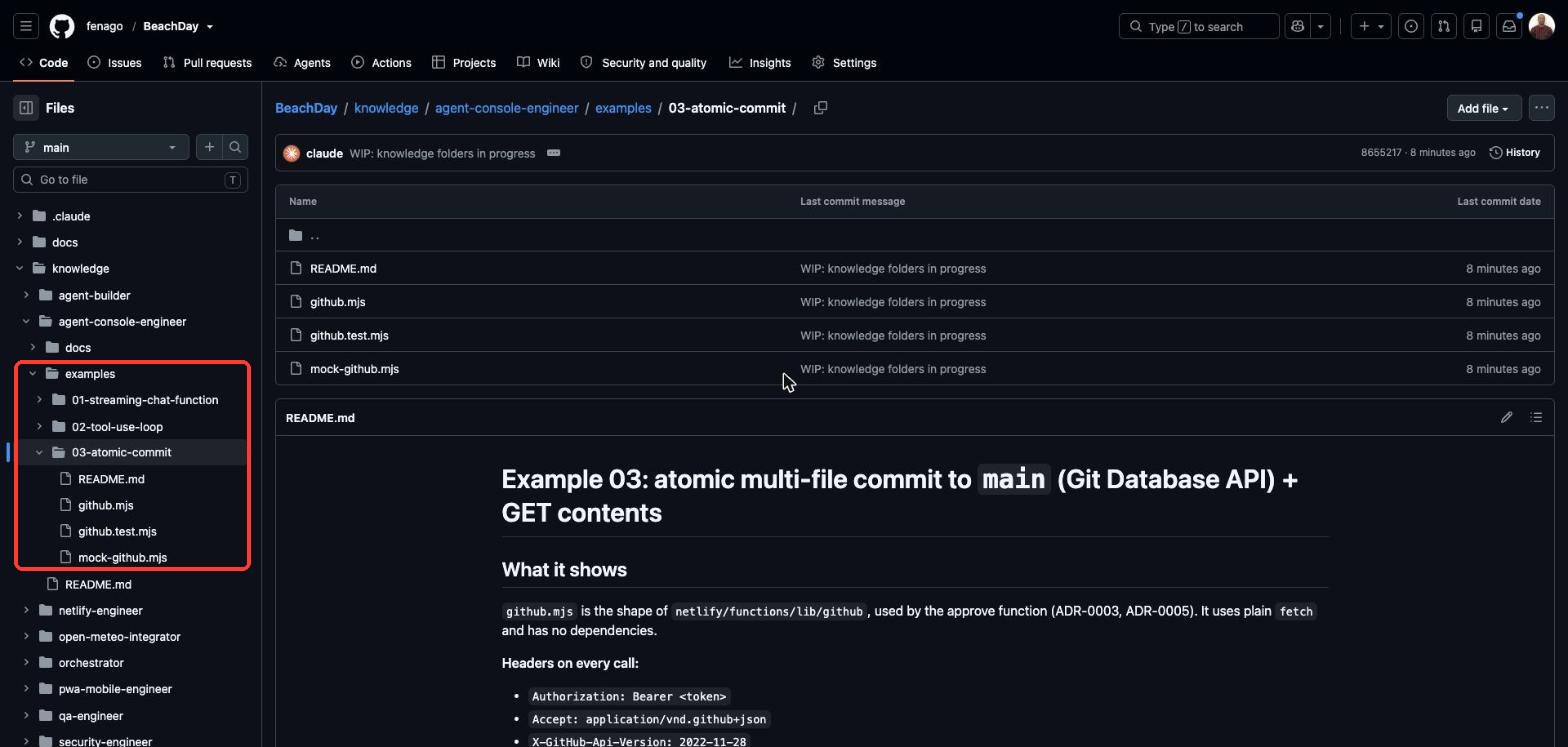 fenago / BeachDay
Type / to search
Code Issues Pull requests Agents Actions Projects Wiki Security and quality Insights Settings
Files
main
Go to file
T
.claude
docs
knowledge
agent-builder
agent-console-engineer
docs
examples
01-streaming-chat-function
02-tool-use-loop
03-atomic-commit
README.md
github.mjs
github.test.mjs
mock-github.mjs
README.md
netlify-engineer
open-meteo-integrator
orchestrator
pwa-mobile-engineer
qa-engineer
security-engineer
BeachDay / knowledge / agent-console-engineer / examples / 03-atomic-commit /
Add file
claude WIP: knowledge folders in progress
8655217 · 8 minutes ago History
Name Last commit message Last commit date
..
README.md WIP: knowledge folders in progress 8 minutes ago
github.mjs WIP: knowledge folders in progress 8 minutes ago
github.test.mjs WIP: knowledge folders in progress 8 minutes ago
mock-github.mjs WIP: knowledge folders in progress 8 minutes ago
README.md
Example 03: atomic multi-file commit to main (Git Database API) +
GET contents
What it shows
github.mjs is the shape of netlify/functions/lib/github, used by the approve function (ADR-0003, ADR-0005). It uses plain fetch
and has no dependencies.
Headers on every call:
• Authorization: Bearer <token>
• Accept: application/vnd.github+json
• X-GitHub-Api-Version: 2022-11-28